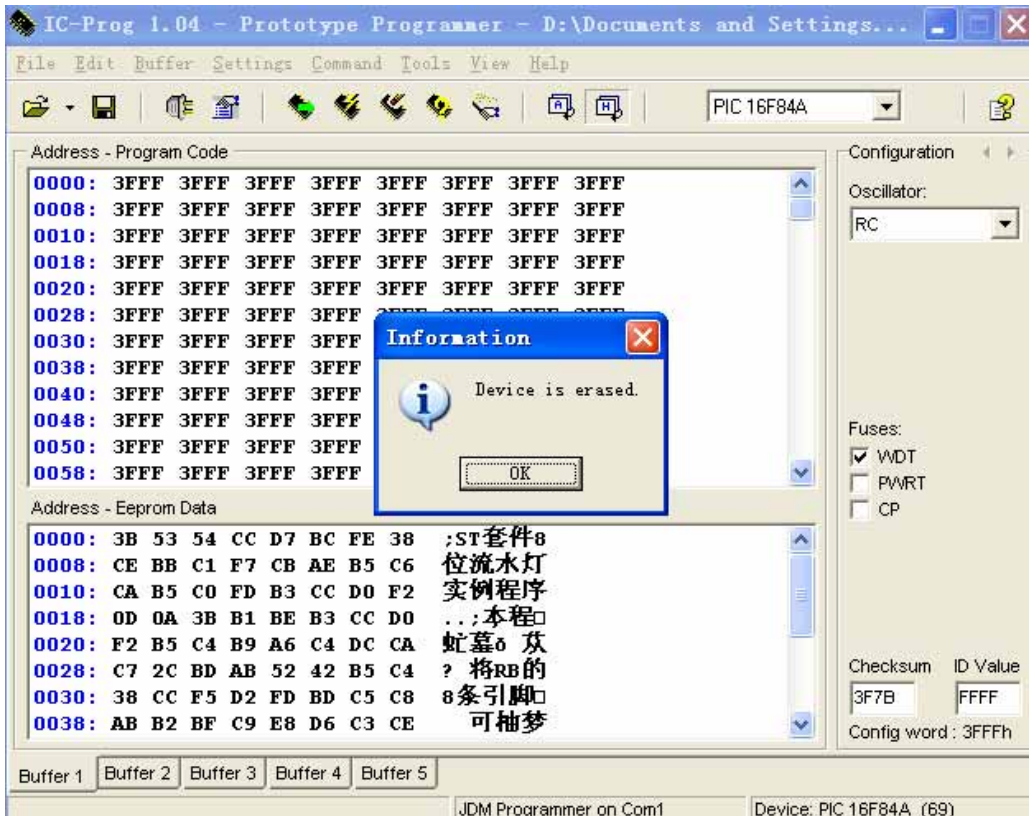 IC-Prog 1.04 - Prototype Programmer - D:\Documents and Setti ngs...
File Edit Buffer Settings Command Tools View Help
PIC 16F84A
Address - Program Code
0000: 3FFF 3FFF 3FFF 3FFF 3FFF 3FFF 3FFF 3FFF
0008: 3FFF 3FFF 3FFF 3FFF 3FFF 3FFF 3FFF 3FFF
0010: 3FFF 3FFF 3FFF 3FFF 3FFF 3FFF 3FFF 3FFF
0018: 3FFF 3FFF 3FFF 3FFF 3FFF 3FFF 3FFF 3FFF
0020: 3FFF 3FFF 3FFF 3FFF 3FFF 3FFF 3FFF 3FFF
0028: 3FFF 3FFF 3FFF 3FFF
0030: 3FFF 3FFF 3FFF 3FFF
0038: 3FFF 3FFF 3FFF 3FFF
0040: 3FFF 3FFF 3FFF 3FFF
0048: 3FFF 3FFF 3FFF 3FFF
0050: 3FFF 3FFF 3FFF 3FFF
0058: 3FFF 3FFF 3FFF 3FFF
Information
Device is erased.
OK
Address - Eeprom Data
0000: 3B 53 54 CC D7 BC FE 38 ;ST套件8
0008: CE BB C1 F7 CB AE B5 C6 位流水灯
0010: CA B5 C0 FD B3 CC D0 F2 实例程序
0018: 0D 0A 3B B1 BE B3 CC D0 ..;本程□
0020: F2 B5 C4 B9 A6 C4 DC CA 虻墓δ 苁
0028: C7 2C BD AB 52 42 B5 C4 ? 将RB的
0030: 38 CC F5 D2 FD BD C5 C8 8条引脚□
0038: AB B2 BF C9 E8 D6 C3 CE 可柚梦
Configuration
Oscillator:
RC
Fuses:
WDT
PWRT
CP
Checksum ID Value
3F7B FFFF
Config word : 3FFFh
Buffer 1 Buffer 2 Buffer 3 Buffer 4 Buffer 5
JDM Programmer on Com1 Device: PIC 16F84A (69)